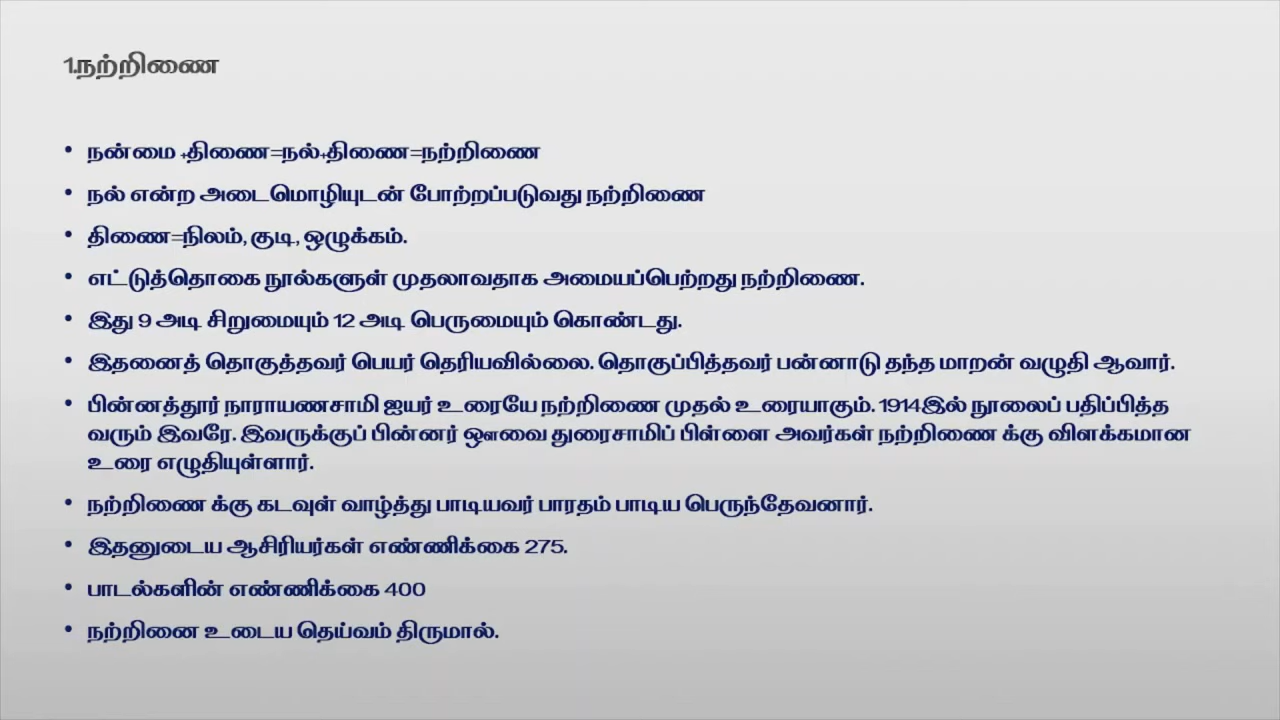 1.நற்றிணை
• நன்மை +திணை=நல்+திணை=நற்றிணை
• நல் என்ற அடைமொழியுடன் போற்றப்படுவது நற்றிணை
• திணை=நிலம், குடி, ஒழுக்கம்.
• எட்டுத்தொகை நூல்களுள் முதலாவதாக அமையப்பெற்றது நற்றிணை.
• இது 9 அடி சிறுமையும் 12 அடி பெருமையும் கொண்டது.
• இதனைத் தொகுத்தவர் பெயர் தெரியவில்லை. தொகுப்பித்தவர் பன்னாடு தந்த மாறன் வழுதி ஆவார்.
• பின்னத்தூர் நாராயணசாமி ஐயர் உரையே நற்றிணை முதல் உரையாகும். 1914இல் நூலைப் பதிப்பித்த
வரும் இவரே. இவருக்குப் பின்னர் ஔவை துரைசாமிப் பிள்ளை அவர்கள் நற்றிணை க்கு விளக்கமான
உரை எழுதியுள்ளார்.
• நற்றிணை க்கு கடவுள் வாழ்த்து பாடியவர் பாரதம் பாடிய பெருந்தேவனார்.
• இதனுடைய ஆசிரியர்கள் எண்ணிக்கை 275.
• பாடல்களின் எண்ணிக்கை 400
• நற்றினை உடைய தெய்வம் திருமால்.